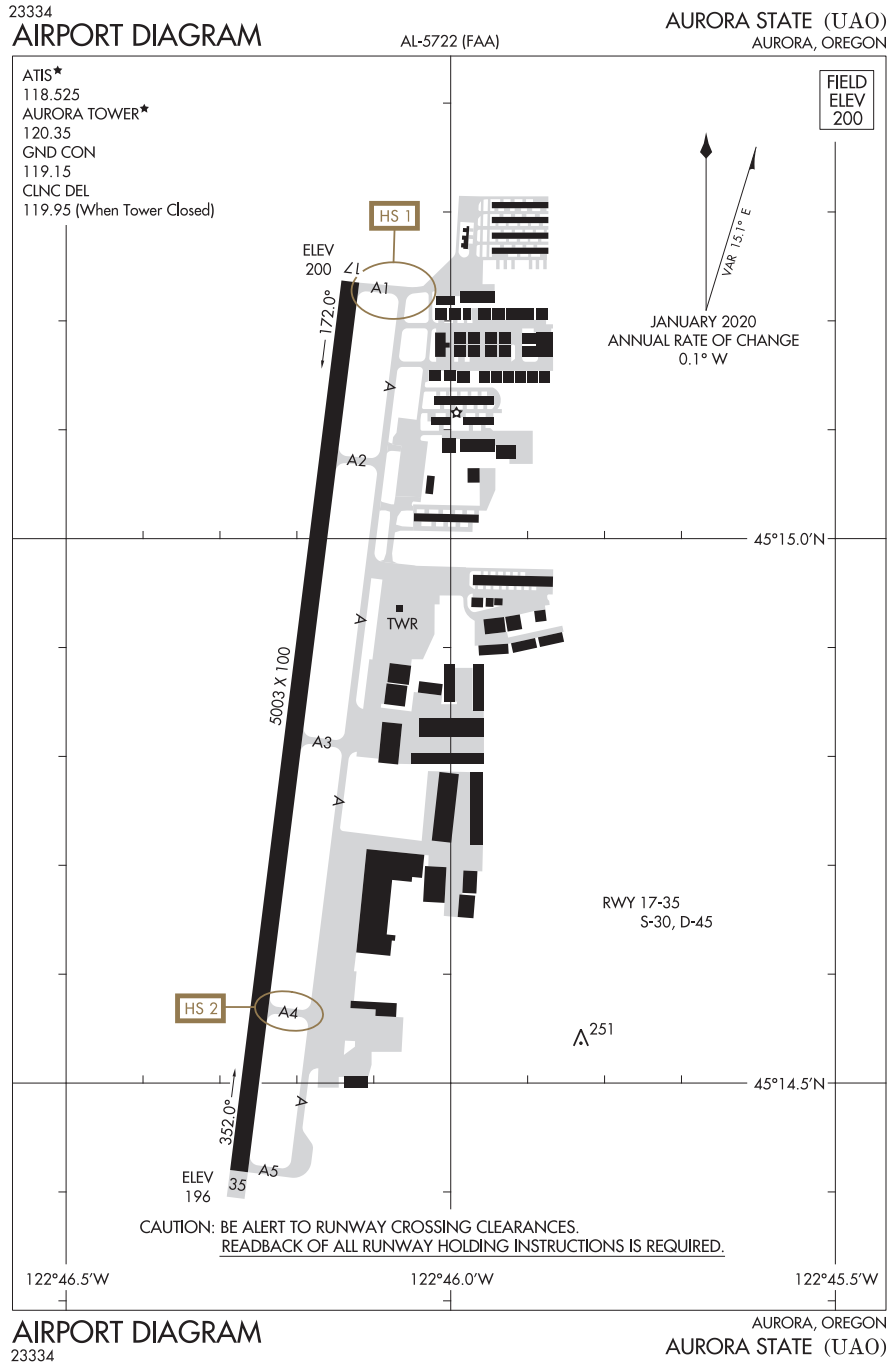 23334
AIRPORT DIAGRAM
AL-5722 (FAA)
AURORA STATE (UAO)
AURORA, OREGON
ATIS★
118.525
AURORA TOWER★
120.35
GND CON
119.15
CLNC DEL
119.95 (When Tower Closed)
FIELD
ELEV
200
HS 1
VAR 15.1° E
JANUARY 2020
ANNUAL RATE OF CHANGE
0.1° W
ELEV
200
17
A1
172.0°
A
A2
45°15.0'N
A
TWR
5003 X 100
A3
A
RWY 17-35
S-30, D-45
HS 2
A4
251
45°14.5'N
352.0°
A
A5
ELEV
196
35
CAUTION: BE ALERT TO RUNWAY CROSSING CLEARANCES.
READBACK OF ALL RUNWAY HOLDING INSTRUCTIONS IS REQUIRED.
122°46.5'W
122°46.0'W
122°45.5'W
AIRPORT DIAGRAM
23334
AURORA, OREGON
AURORA STATE (UAO)